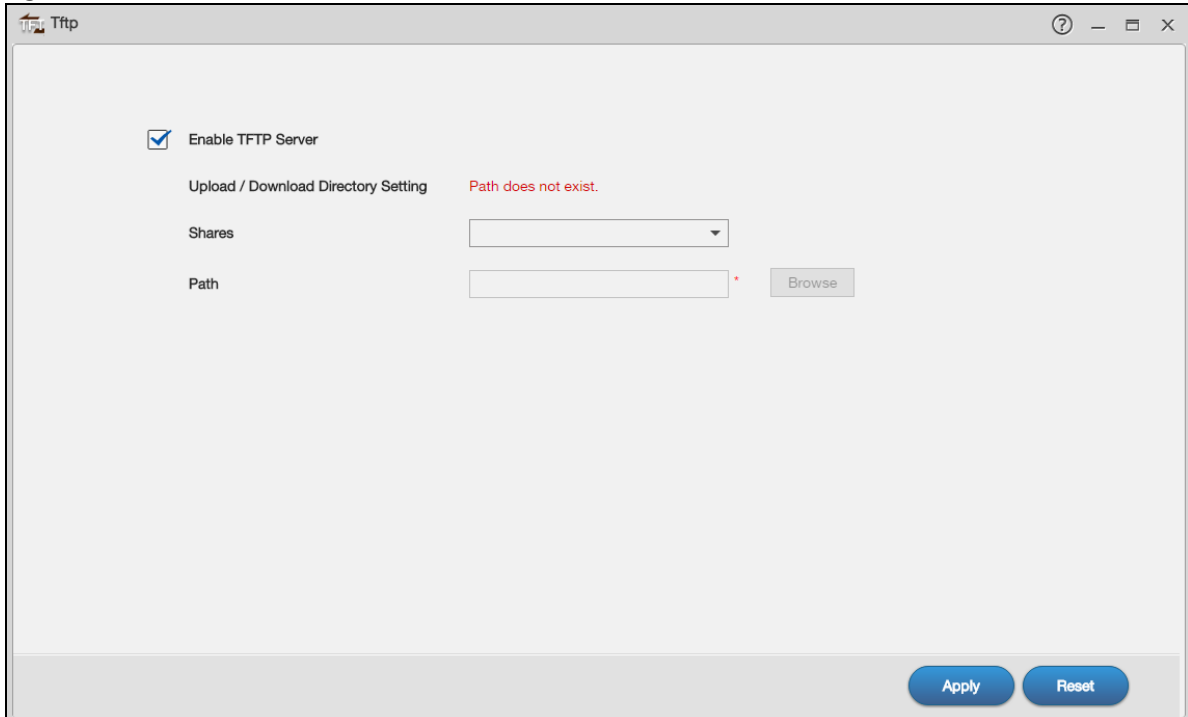 Tftp
Enable TFTP Server
Upload / Download Directory Setting Path does not exist.
Shares
Path * Browse
Apply Reset